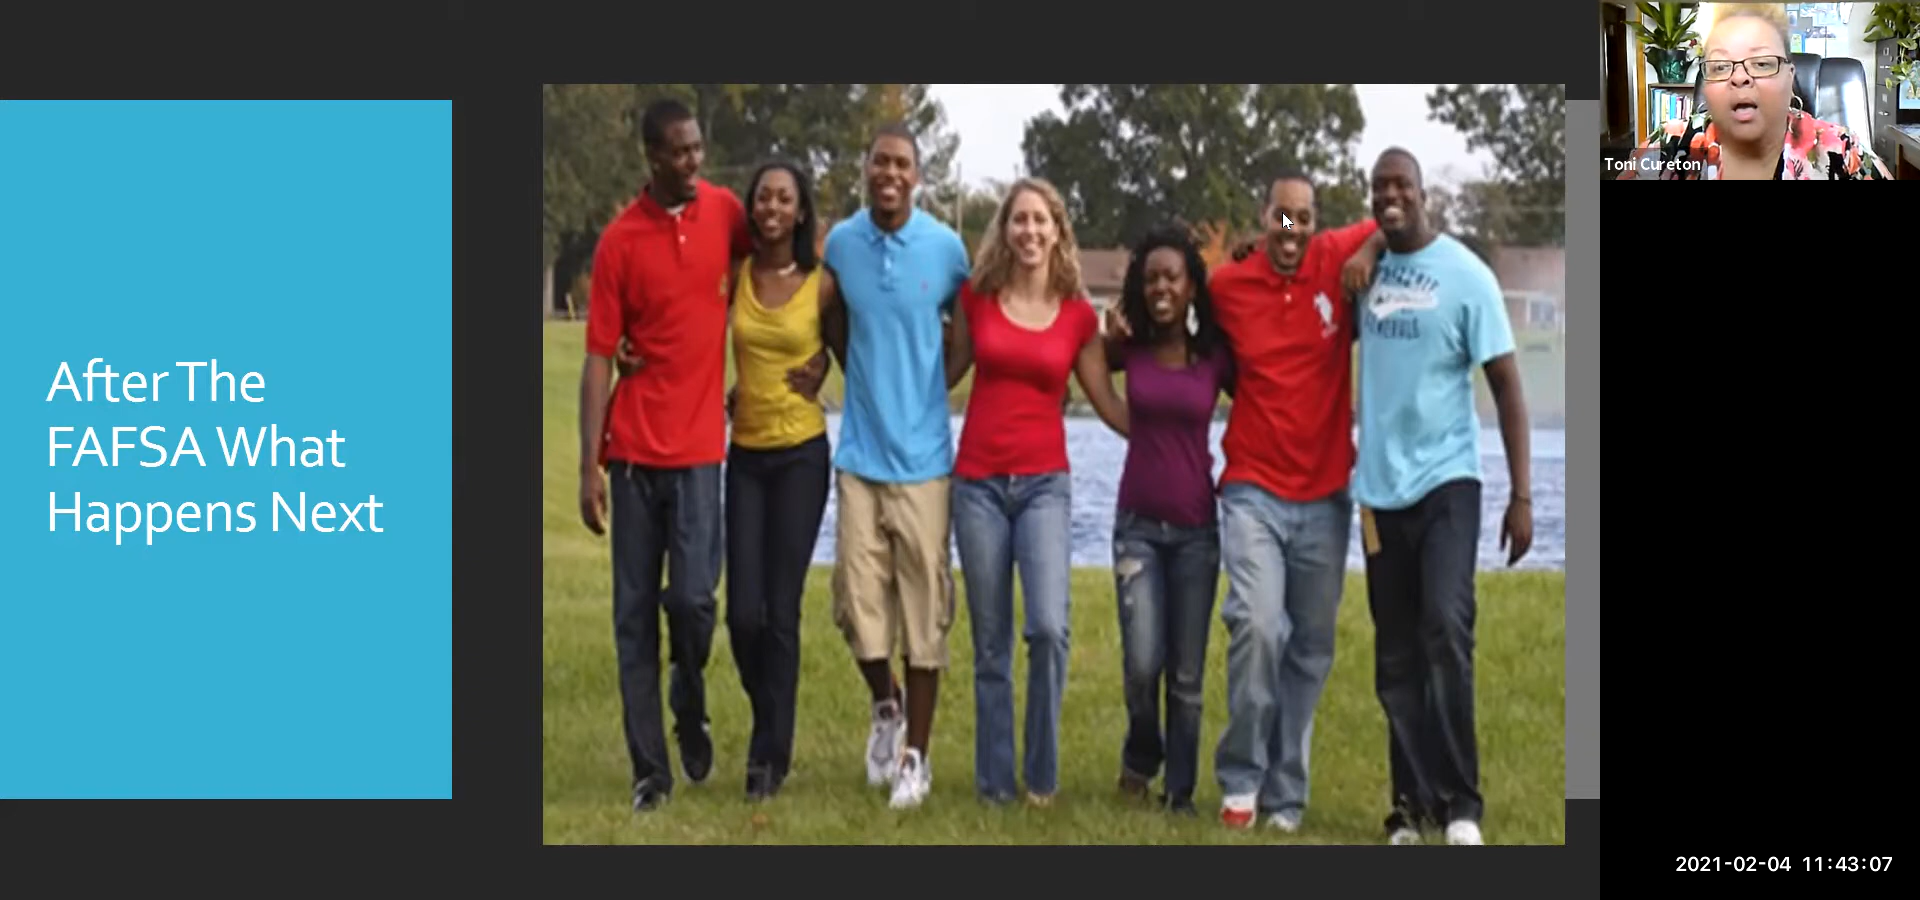 After The
FAFSA What
Happens Next
Toni Cureton
2021-02-04 11:43:07